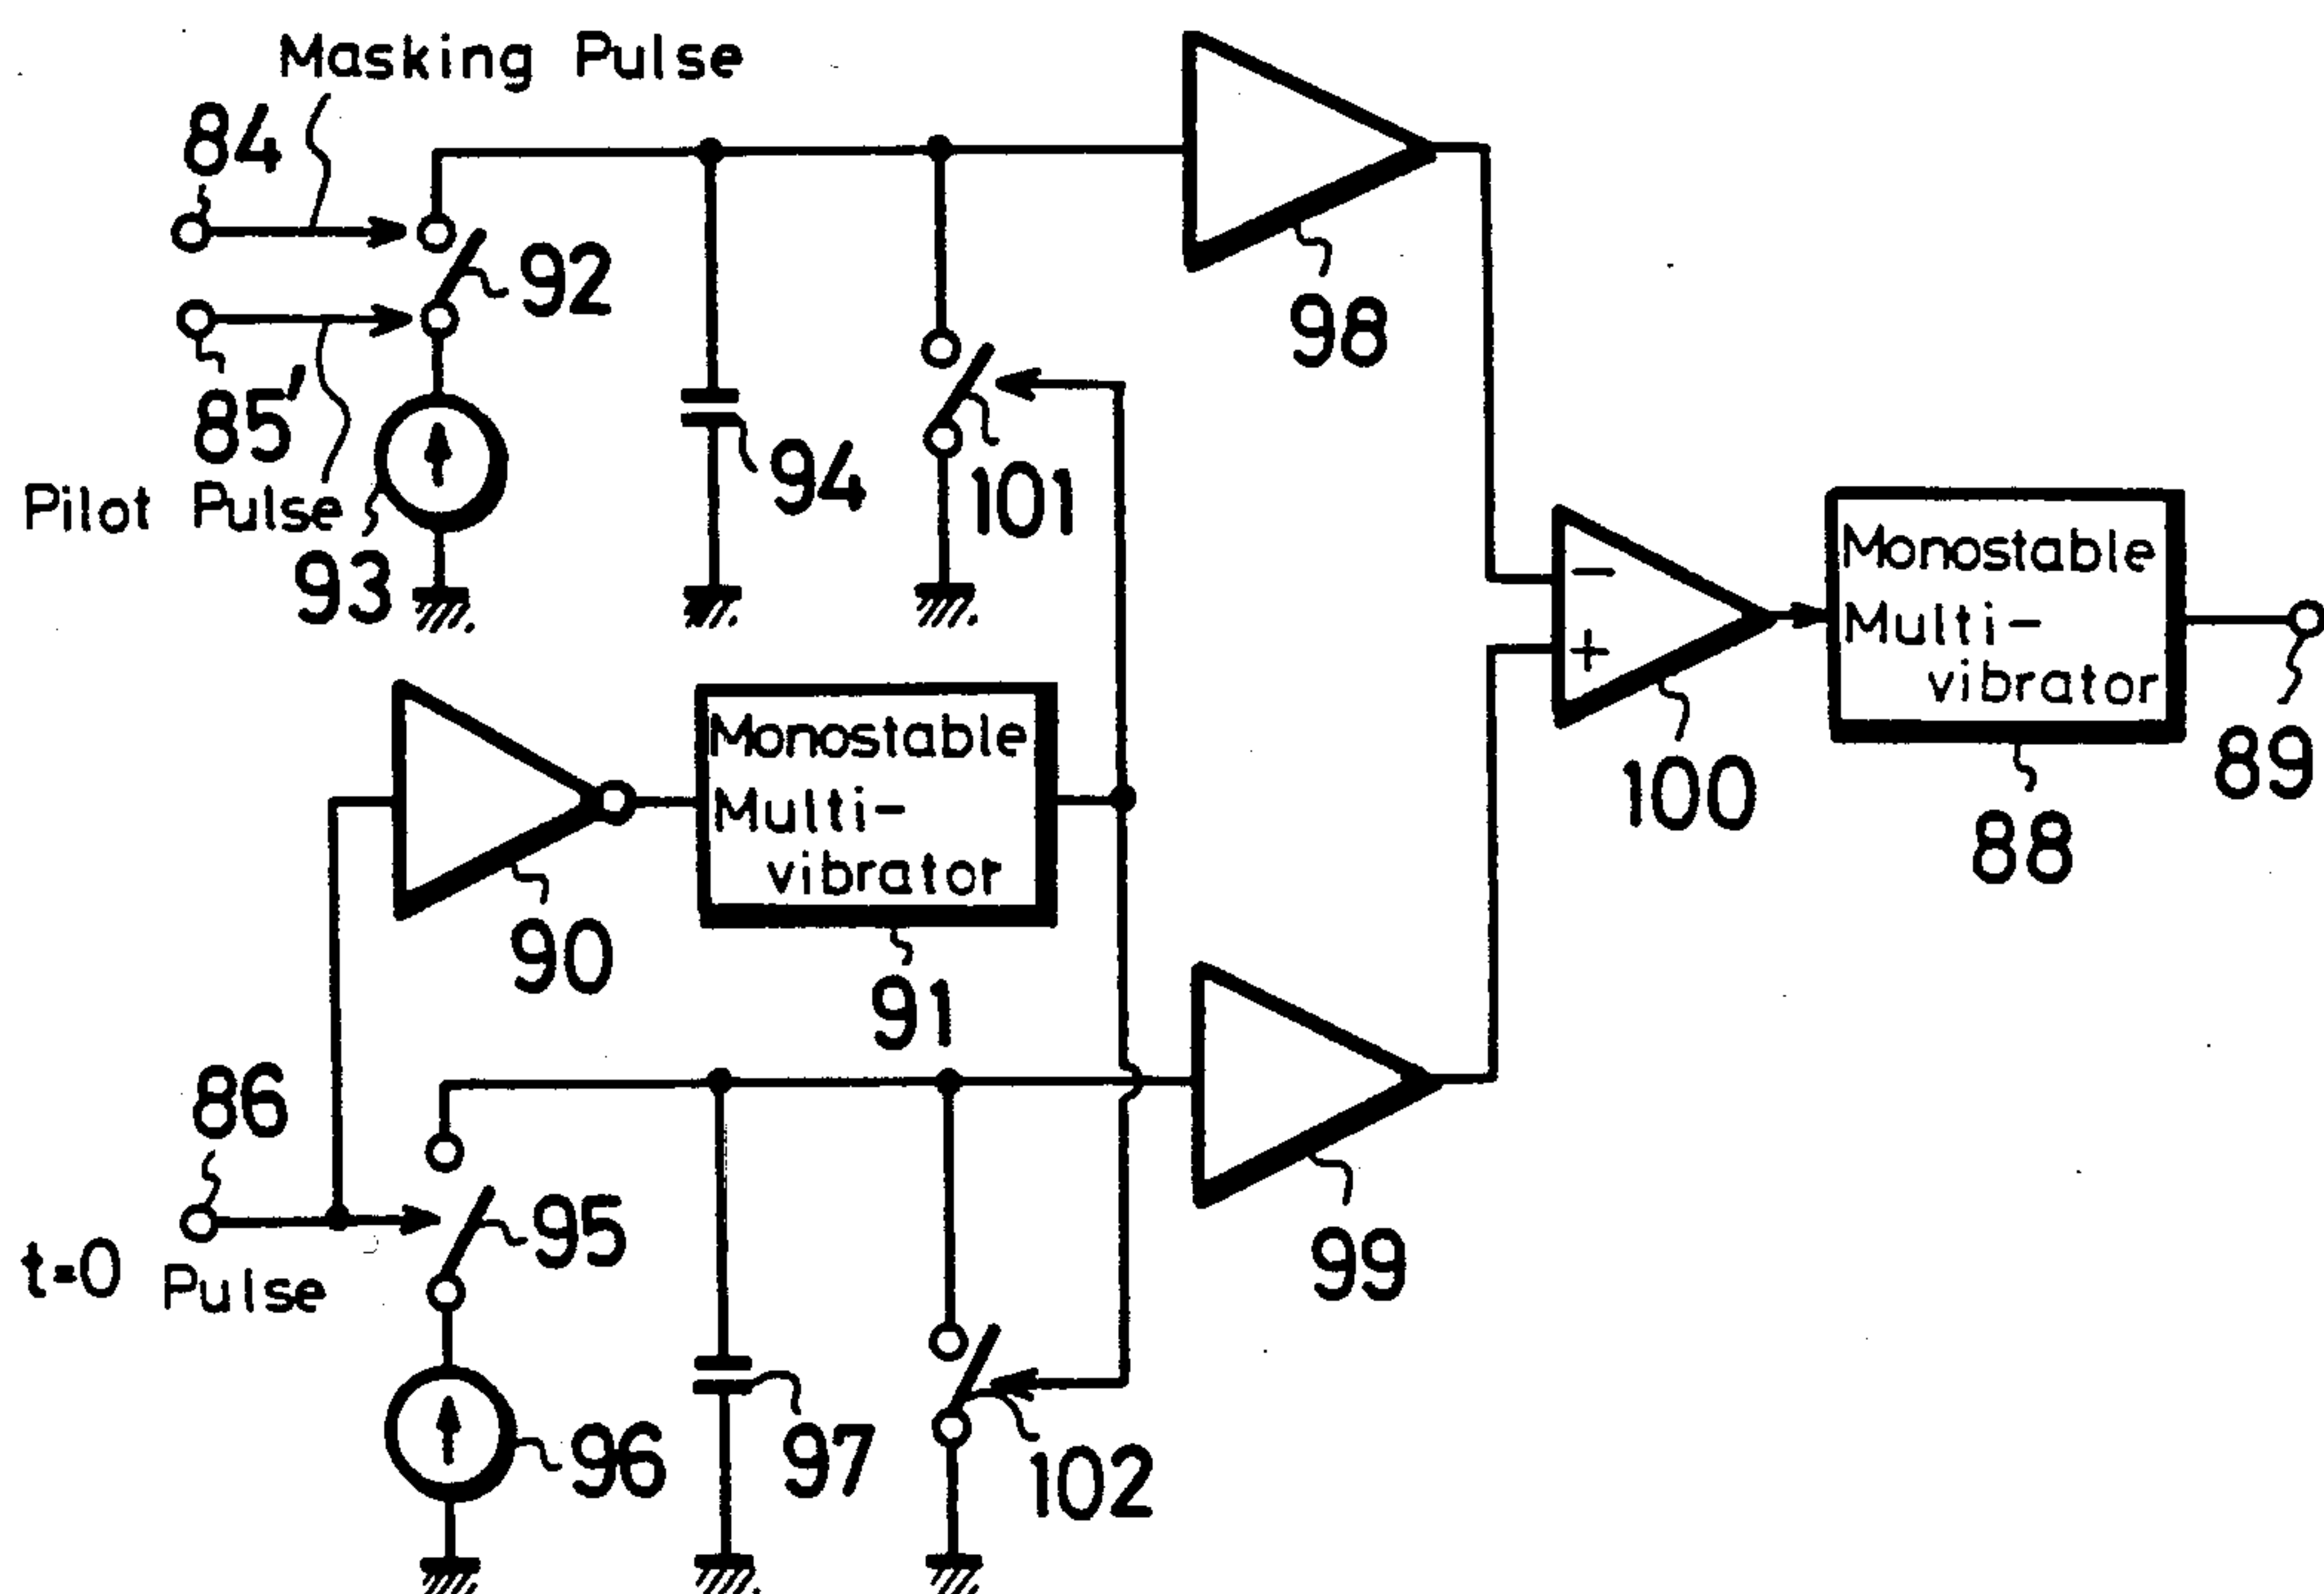 Masking Pulse
84
92
98
85'
94
101
Pilot Pulse
93
−
+
Monostable
Multi-
vibrator
100
88
89
Monostable
Multi-
vibrator
90
91
86
95
99
t=0 Pulse
96
97
102